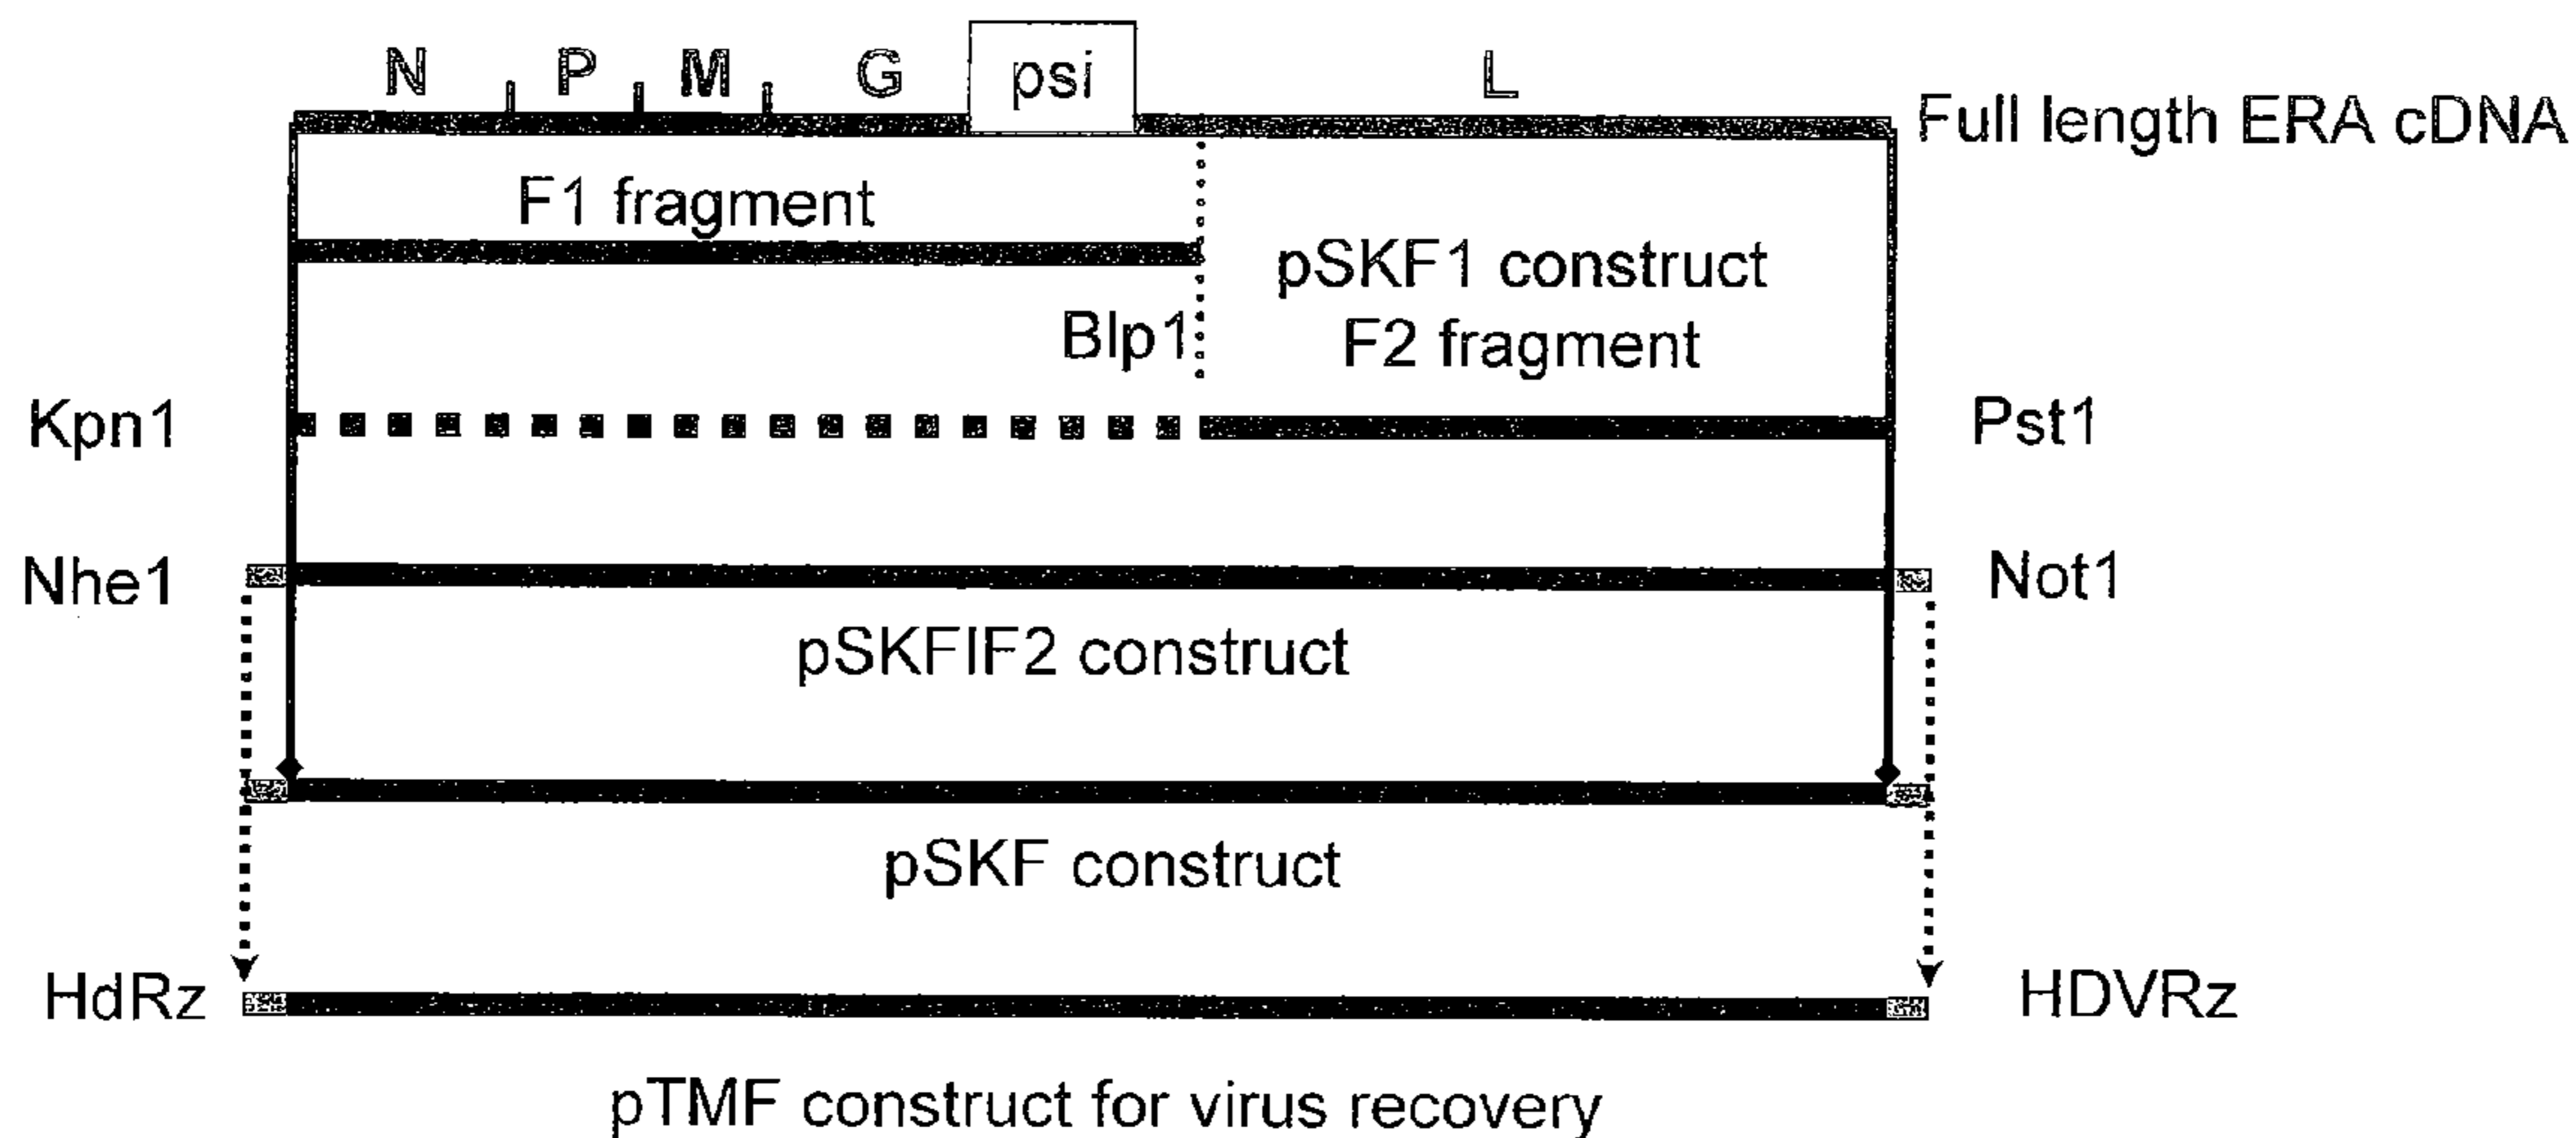 N P M G psi L
Full length ERA cDNA
F1 fragment
pSKF1 construct
Blp1
F2 fragment
Kpn1
Pst1
Nhe1
Not1
pSKFIF2 construct
pSKF construct
HdRz
HDVRz
pTMF construct for virus recovery